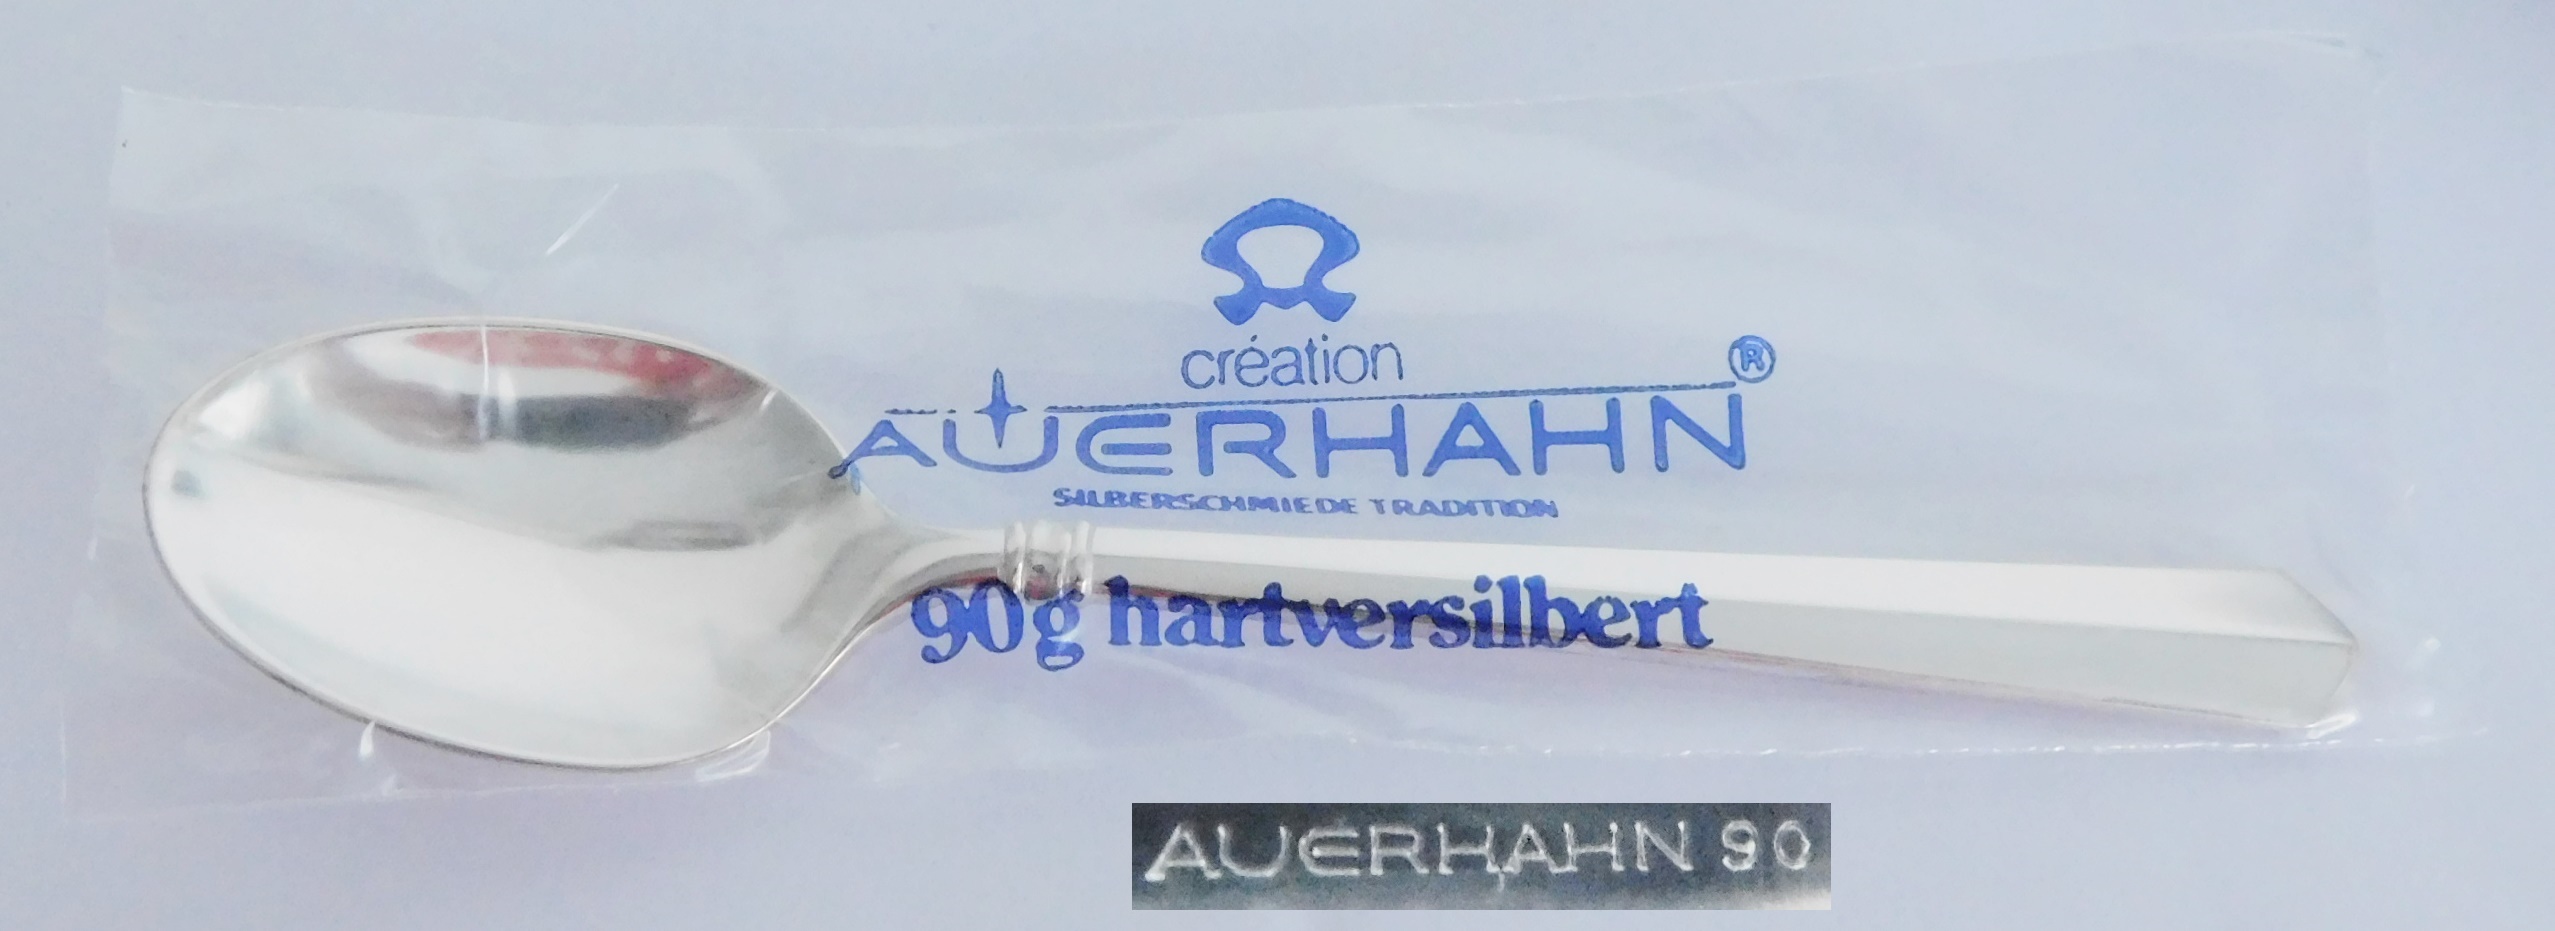 création
AUERHAHN ®
SILBERSCHMIEDE TRADITION
90g hartversilbert
AUERHAHN 90